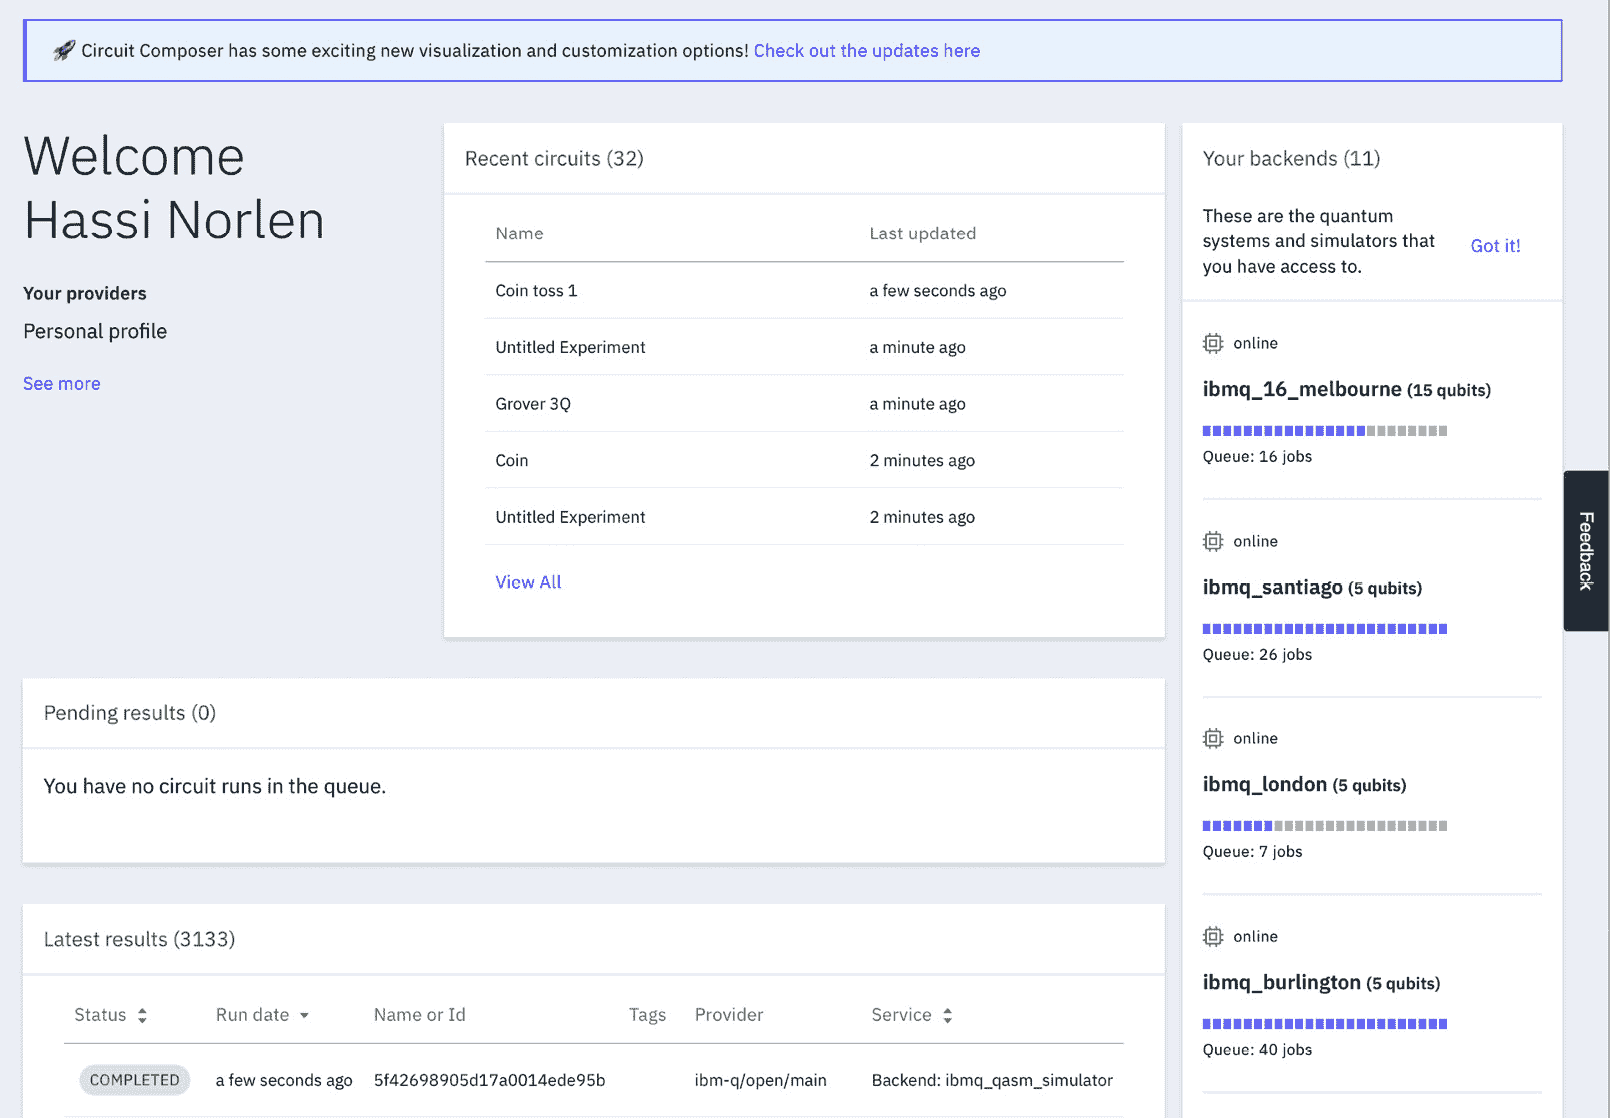 Circuit Composer has some exciting new visualization and customization options! Check out the updates here
Welcome
Hassi Norlen
Your providers
Personal profile
See more
Recent circuits (32)
Name Last updated
Coin toss 1 a few seconds ago
Untitled Experiment a minute ago
Grover 3Q a minute ago
Coin 2 minutes ago
Untitled Experiment 2 minutes ago
View All
Pending results (0)
You have no circuit runs in the queue.
Latest results (3133)
Status Run date Name or Id Tags Provider Service
COMPLETED a few seconds ago 5f42698905d17a0014ede95b ibm-q/open/main Backend: ibmq_qasm_simulator
Your backends (11)
These are the quantum
systems and simulators that
you have access to.
Got it!
online
ibmq_16_melbourne (15 qubits)
Queue: 16 jobs
online
ibmq_santiago (5 qubits)
Queue: 26 jobs
online
ibmq_london (5 qubits)
Queue: 7 jobs
online
ibmq_burlington (5 qubits)
Queue: 40 jobs
Feedback